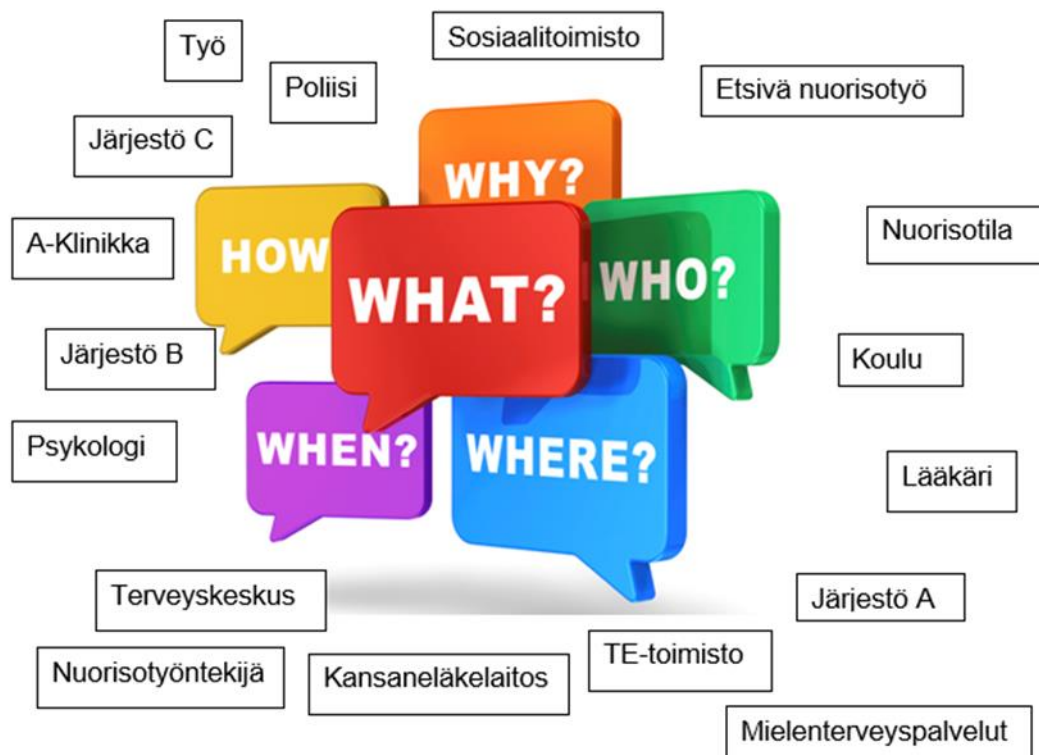 Työ
Sosiaalitoimisto
Poliisi
Etsivä nuorisotyö
Järjestö C
WHY?
A-Klinikka
HOW
WHAT?
WHO?
Nuorisotila
Järjestö B
Koulu
Psykologi
WHEN?
WHERE?
Lääkäri
Terveyskeskus
Järjestö A
Nuorisotyöntekijä
Kansaneläkelaitos
TE-toimisto
Mielenterveyspalvelut